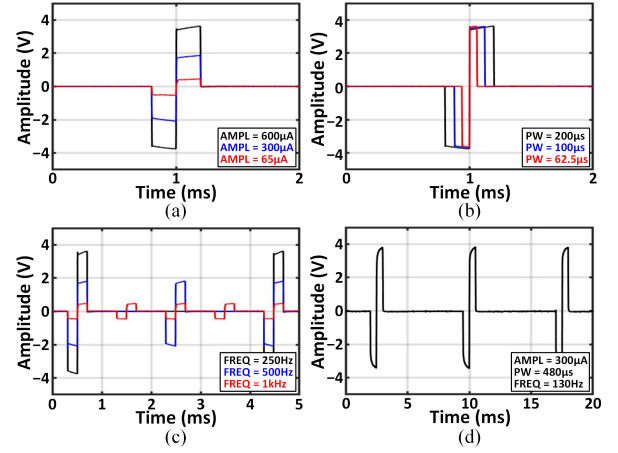 Amplitude (V)
4
2
0
−2
−4
AMPL = 600µA
AMPL = 300µA
AMPL = 65µA
0 1 2
Time (ms)
(a)
Amplitude (V)
4
2
0
−2
−4
PW = 200µs
PW = 100µs
PW = 62.5µs
0 1 2
Time (ms)
(b)
Amplitude (V)
4
2
0
−2
−4
FREQ = 250Hz
FREQ = 500Hz
FREQ = 1kHz
0 1 2 3 4 5
Time (ms)
(c)
Amplitude (V)
4
2
0
−2
−4
AMPL = 300µA
PW = 480µs
FREQ = 130Hz
0 5 10 15 20
Time (ms)
(d)